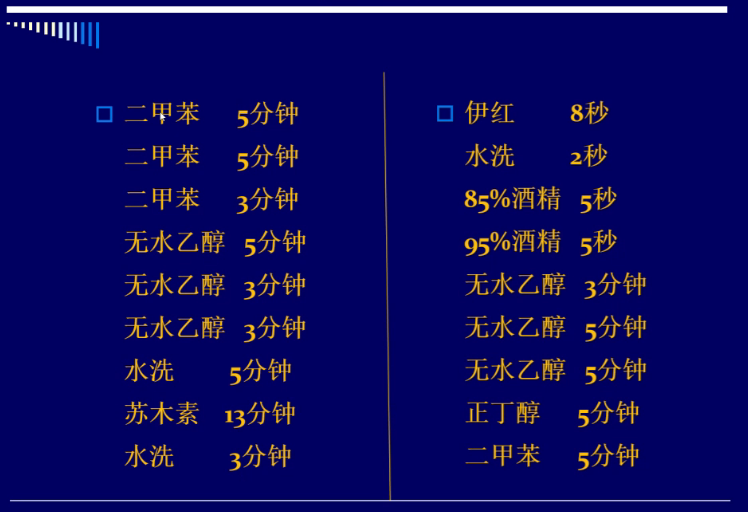 二甲苯 5分钟
二甲苯 5分钟
二甲苯 3分钟
无水乙醇 5分钟
无水乙醇 3分钟
无水乙醇 3分钟
水洗 5分钟
苏木素 13分钟
水洗 3分钟
伊红 8秒
水洗 2秒
85%酒精 5秒
95%酒精 5秒
无水乙醇 3分钟
无水乙醇 5分钟
无水乙醇 5分钟
正丁醇 5分钟
二甲苯 5分钟